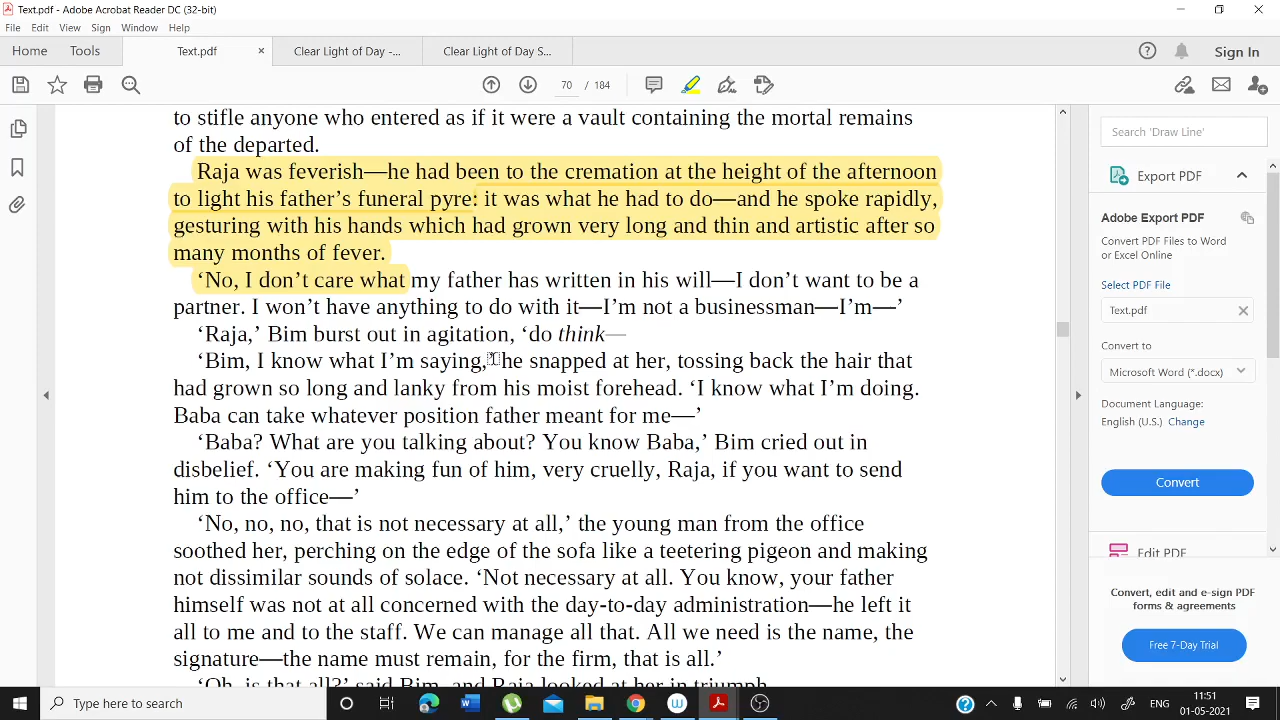 Text.pdf - Adobe Acrobat Reader DC (32-bit)
File Edit View Sign Window Help
Home Tools Text.pdf × Clear Light of Day -... Clear Light of Day S... Sign In
70 / 184
to stifle anyone who entered as if it were a vault containing the mortal remains
of the departed.
Raja was feverish—he had been to the cremation at the height of the afternoon
to light his father’s funeral pyre: it was what he had to do—and he spoke rapidly,
gesturing with his hands which had grown very long and thin and artistic after so
many months of fever.
‘No, I don’t care what my father has written in his will—I don’t want to be a
partner. I won’t have anything to do with it—I’m not a businessman—I’m—’
‘Raja,’ Bim burst out in agitation, ‘do think—
‘Bim, I know what I’m saying,’ he snapped at her, tossing back the hair that
had grown so long and lanky from his moist forehead. ‘I know what I’m doing.
Baba can take whatever position father meant for me—’
‘Baba? What are you talking about? You know Baba,’ Bim cried out in
disbelief. ‘You are making fun of him, very cruelly, Raja, if you want to send
him to the office—’
‘No, no, no, that is not necessary at all,’ the young man from the office
soothed her, perching on the edge of the sofa like a teetering pigeon and making
not dissimilar sounds of solace. ‘Not necessary at all. You know, your father
himself was not at all concerned with the day-to-day administration—he left it
all to me and to the staff. We can manage all that. All we need is the name, the
signature—the name must remain, for the firm, that is all.’
‘Oh, is that all?’ said Bim, and Raja looked at her in triumph.
Search 'Draw Line'
Export PDF
Adobe Export PDF
Convert PDF Files to Word
or Excel Online
Select PDF File
Text.pdf
Convert to
Microsoft Word (*.docx)
Document Language:
English (U.S.) Change
Convert
Edit PDF
Convert, edit and e-sign PDF
forms & agreements
Free 7-Day Trial
Type here to search
ENG
11:51
01-05-2021